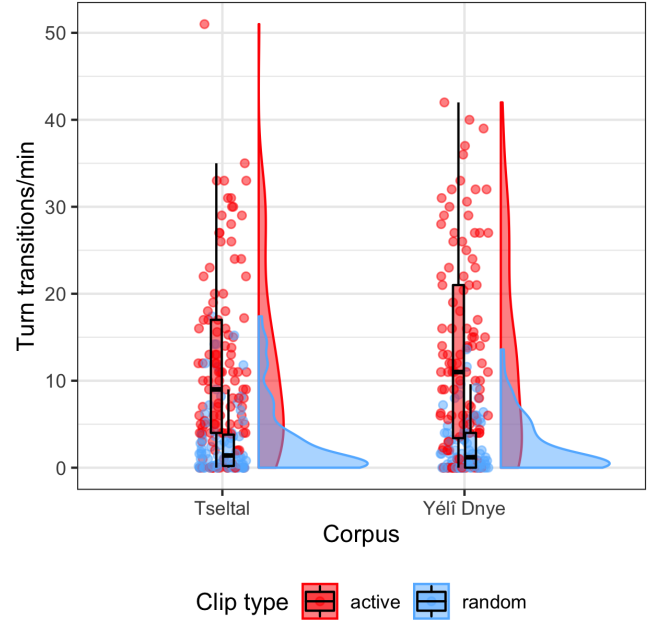 Turn transitions/min
50
40
30
20
10
0
Tseltal Yélî Dnye
Corpus
Clip type active random